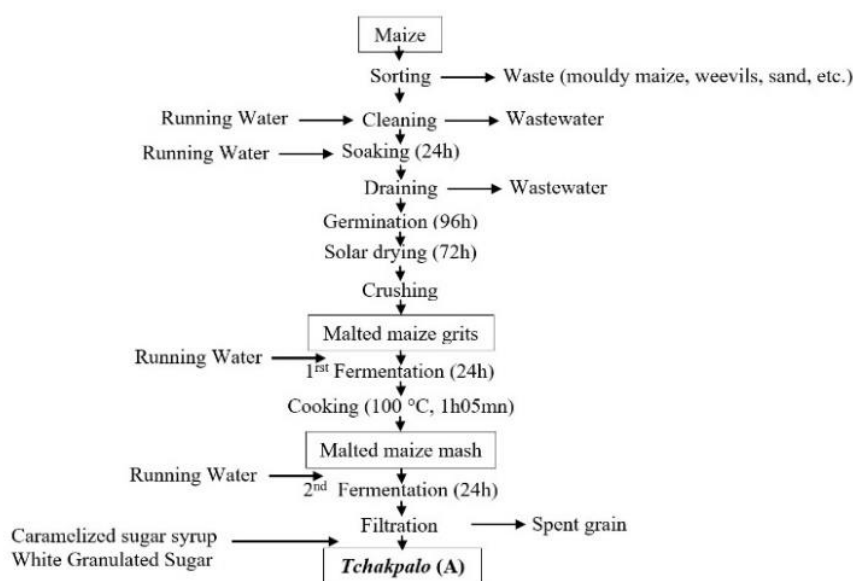 Maize
Sorting
Waste (mouldy maize, weevils, sand, etc.)
Running Water
Cleaning
Wastewater
Running Water
Soaking (24h)
Draining
Wastewater
Germination (96h)
Solar drying (72h)
Crushing
Malted maize grits
Running Water
1rst Fermentation (24h)
Cooking (100 °C, 1h05mn)
Malted maize mash
Running Water
2nd Fermentation (24h)
Filtration
Spent grain
Caramelized sugar syrup
White Granulated Sugar
Tchakpalo (A)